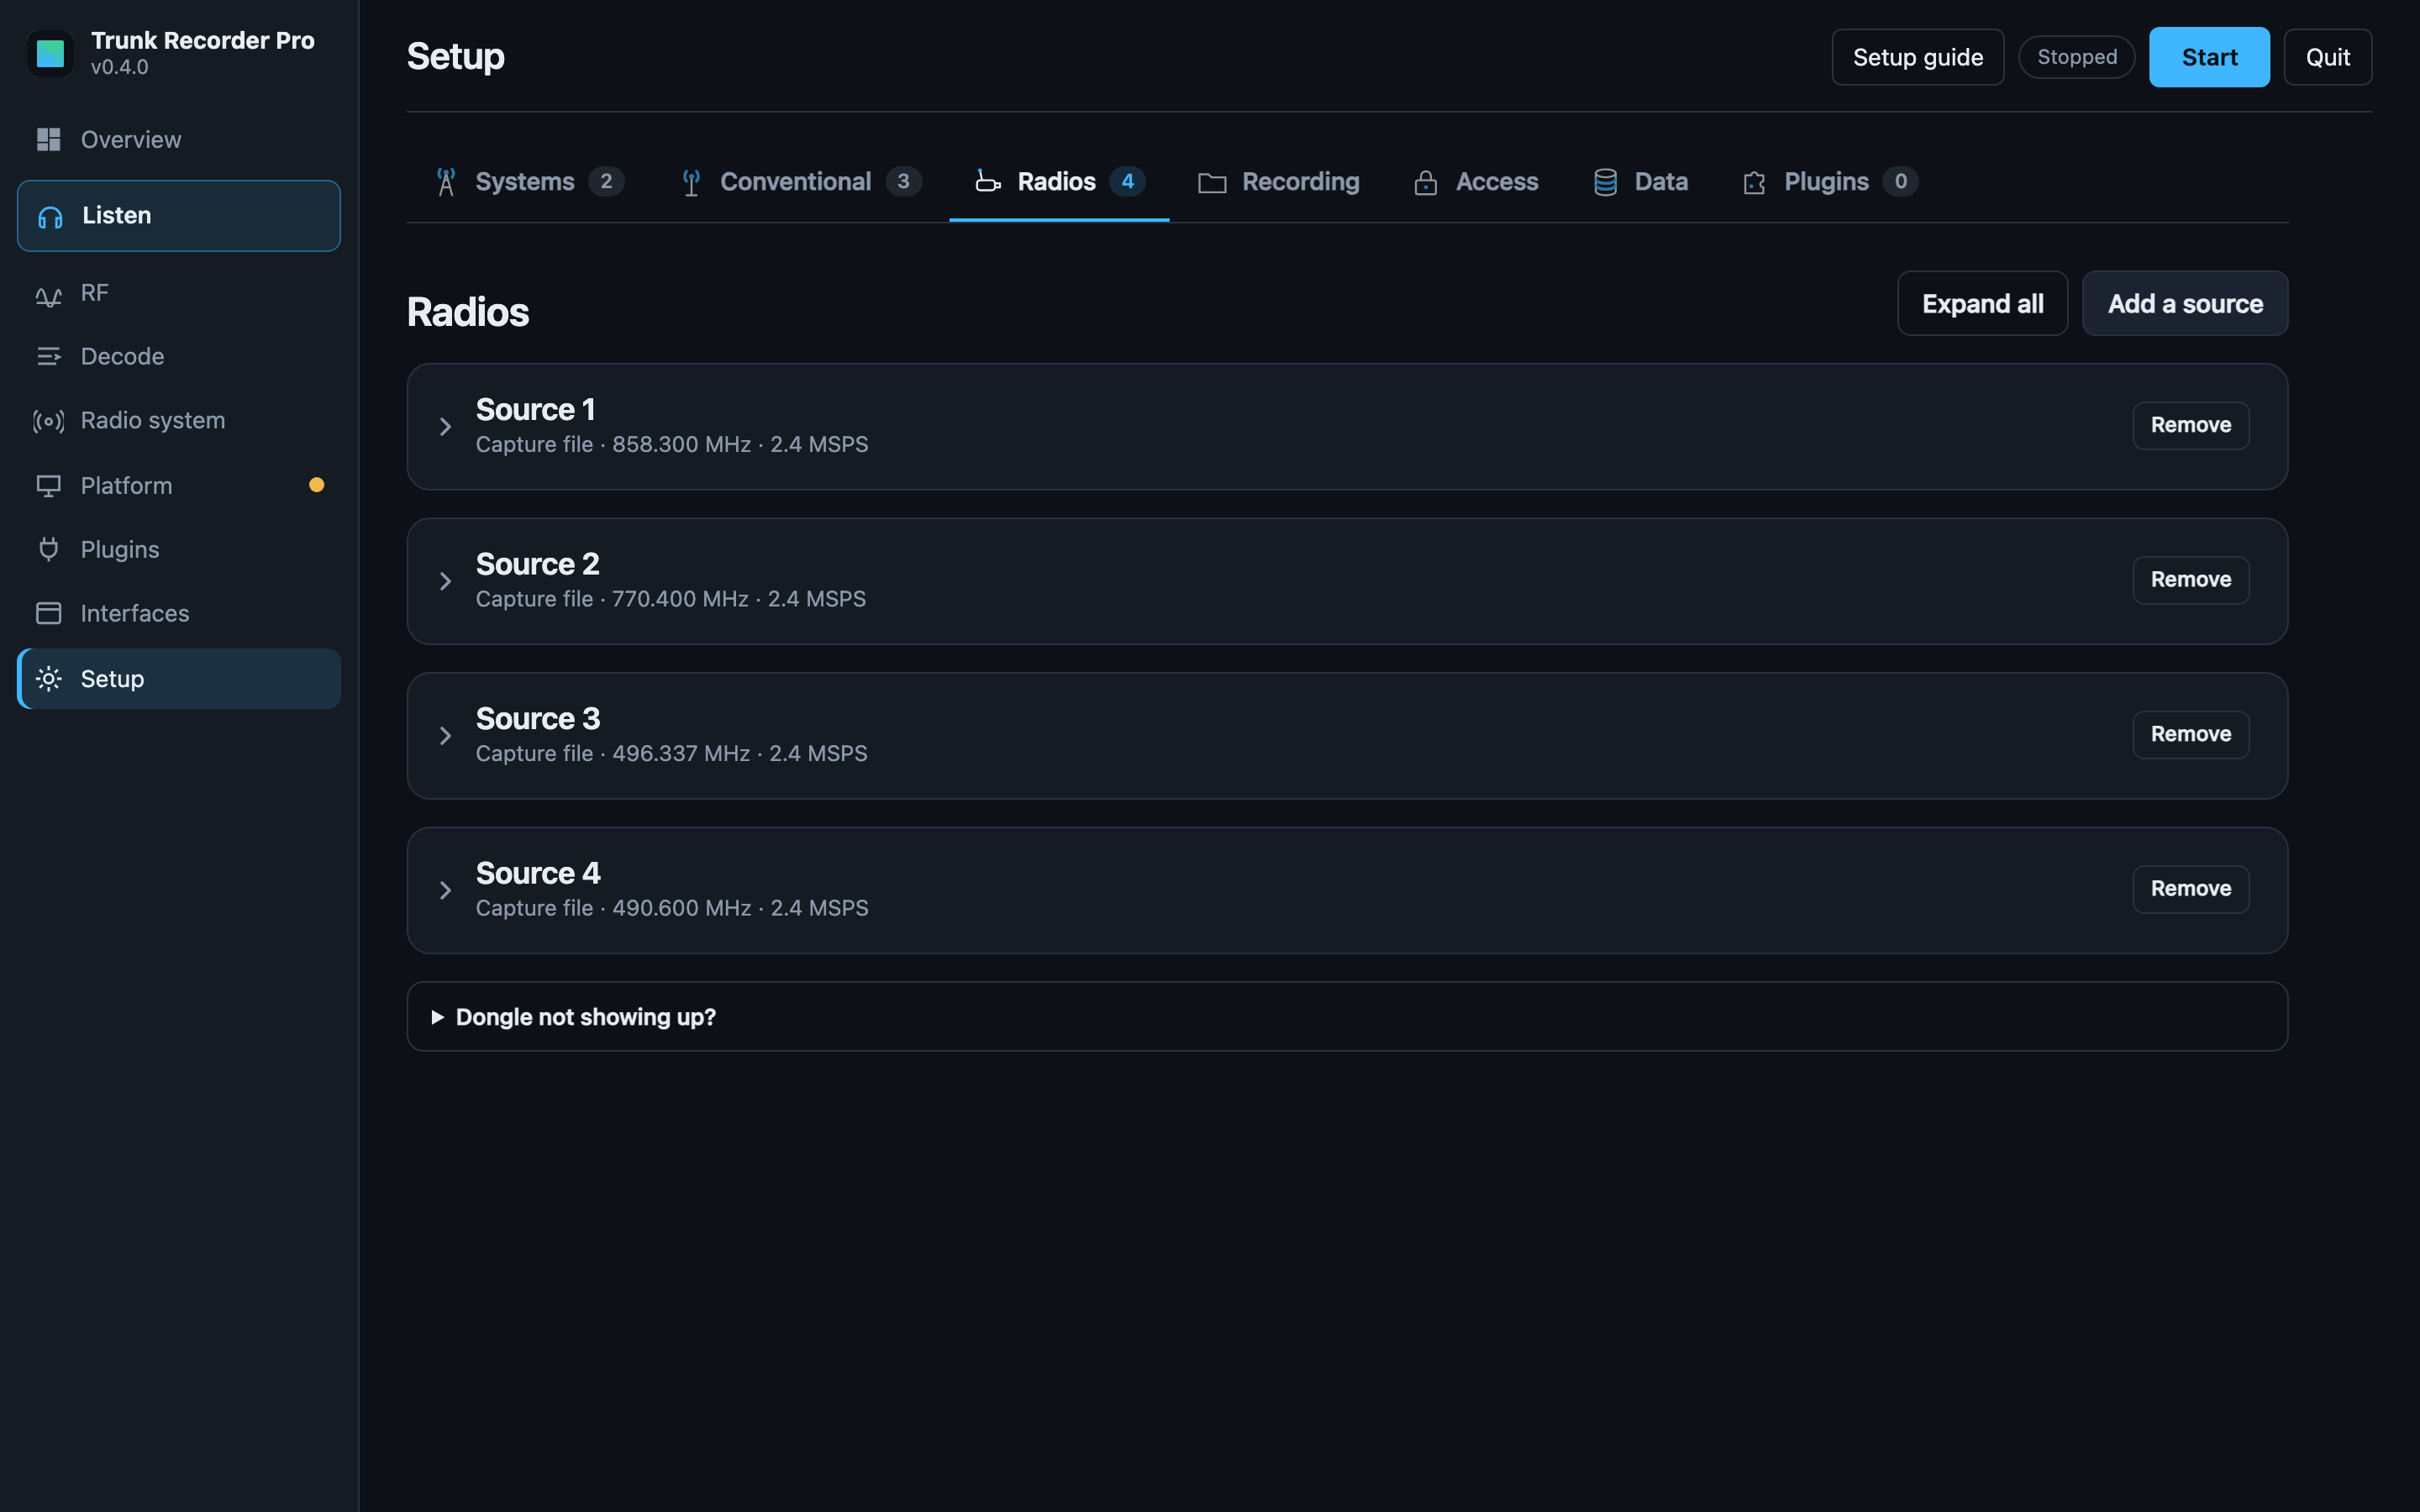 Trunk Recorder Pro
v0.4.0
Overview
Listen
RF
Decode
Radio system
Platform
Plugins
Interfaces
Setup
Setup
Setup guide
Stopped
Start
Quit
Systems 2
Conventional 3
Radios 4
Recording
Access
Data
Plugins 0
Radios
Expand all
Add a source
Source 1
Capture file · 858.300 MHz · 2.4 MSPS
Remove
Source 2
Capture file · 770.400 MHz · 2.4 MSPS
Remove
Source 3
Capture file · 496.337 MHz · 2.4 MSPS
Remove
Source 4
Capture file · 490.600 MHz · 2.4 MSPS
Remove
Dongle not showing up?